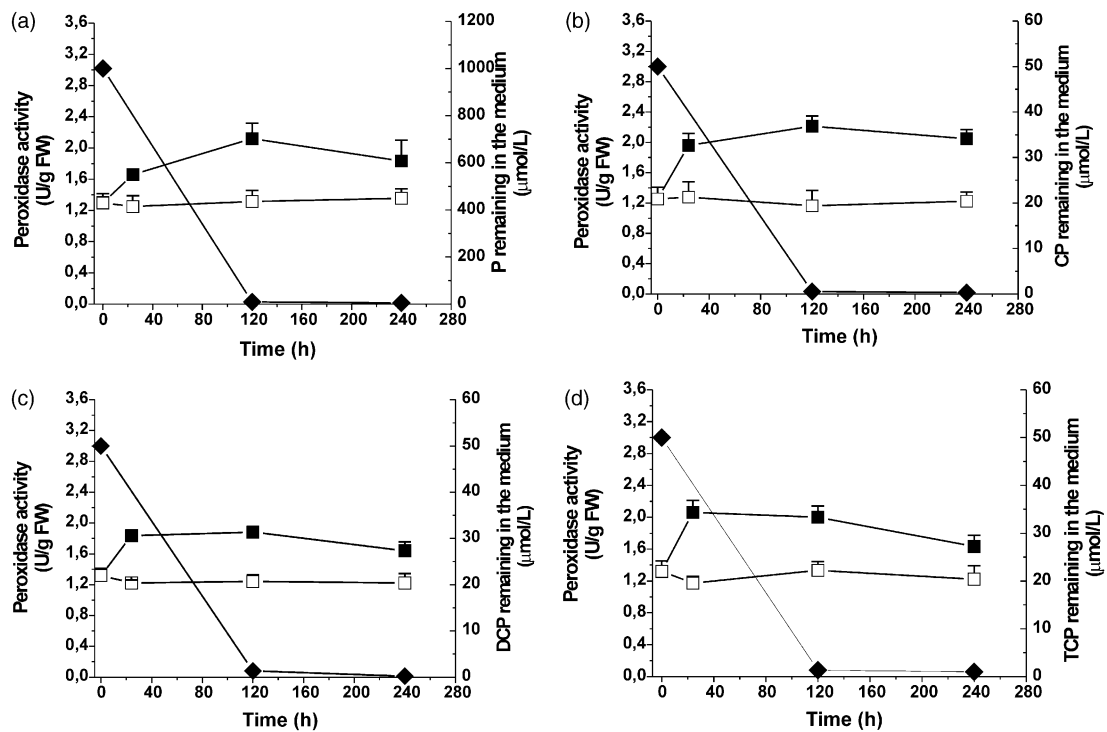 (a)
3,6
3,2
2,8
2,4
2,0
1,6
1,2
0,8
0,4
0,0
Peroxidase activity
(U/g FW)
1200
1000
800
600
400
200
0
P remaining in the medium
(μmol/L)
0 40 80 120 160 200 240 280
Time (h)
(b)
3,6
3,2
2,8
2,4
2,0
1,6
1,2
0,8
0,4
0,0
Peroxidase activity
(U/g FW)
60
50
40
30
20
10
0
CP remaining in the medium
(μmol/L)
0 40 80 120 160 200 240 280
Time (h)
(c)
3,6
3,2
2,8
2,4
2,0
1,6
1,2
0,8
0,4
0,0
Peroxidase activity
(U/g FW)
60
50
40
30
20
10
0
DCP remaining in the medium
(μmol/L)
0 40 80 120 160 200 240 280
Time (h)
(d)
3,6
3,2
2,8
2,4
2,0
1,6
1,2
0,8
0,4
0,0
Peroxidase activity
(U/g FW)
60
50
40
30
20
10
0
TCP remaining in the medium
(μmol/L)
0 40 80 120 160 200 240 280
Time (h)